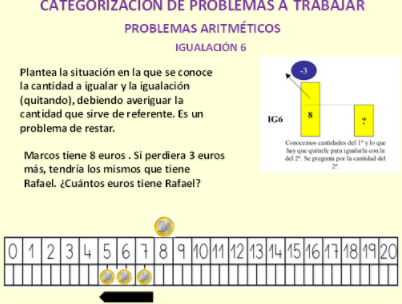 CATEGORIZACIÓN DE PROBLEMAS A TRABAJAR
PROBLEMAS ARITMÉTICOS
IGUALACIÓN 6
Plantea la situación en la que se conoce
la cantidad a igualar y la igualación
(quitando), debiendo averiguar la
cantidad que sirve de referente. Es un
problema de restar.
Marcos tiene 8 euros . Si perdiera 3 euros
más, tendría los mismos que tiene
Rafael. ¿Cuántos euros tiene Rafael?
-3
IG6
8
?
Conocemos cantidades del 1º y lo que
hay que quitarle para igualarla con la
del 2º. Se pregunta por la cantidad del
2º.
0 1 2 3 4 5 6 7 8 9 10 11 12 13 14 15 16 17 18 19 20